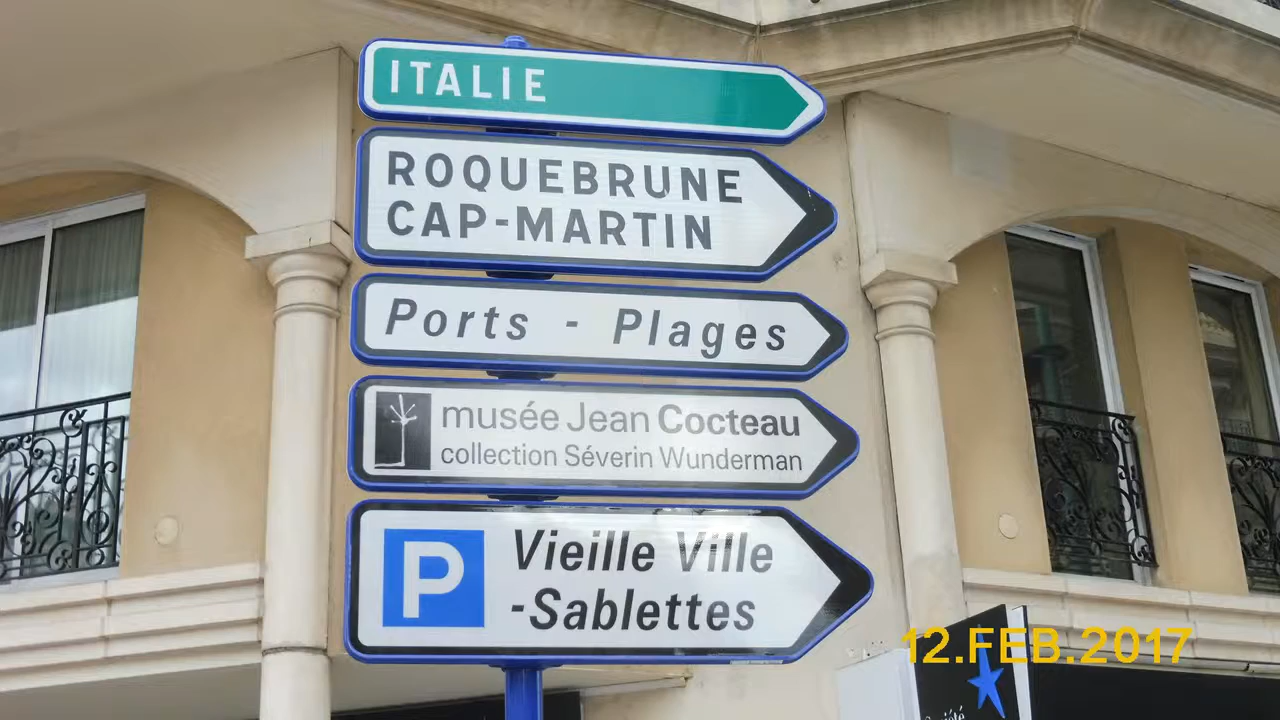 ITALIE
ROQUEBRUNE
CAP-MARTIN
Ports - Plages
musée Jean Cocteau
collection Séverin Wunderman
P
Vieille Ville
-Sablettes
12.FEB.2017